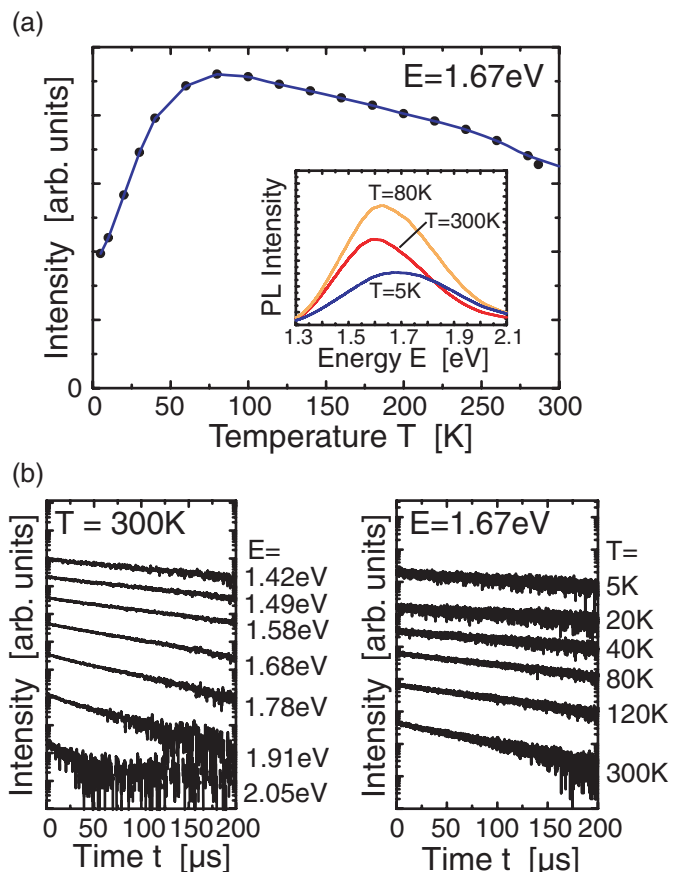 (a)
E=1.67eV
Intensity [arb. units]
0
0 50 100 150 200 250 300
Temperature T [K]
PL Intensity
T=80K
T=300K
T=5K
1.3 1.5 1.7 1.9 2.1
Energy E [eV]
(b)
T = 300K
Intensity [arb. units]
E=
1.42eV
1.49eV
1.58eV
1.68eV
1.78eV
1.91eV
2.05eV
0 50 100 150 200
Time t [µs]
E=1.67eV
Intensity [arb. units]
T=
5K
20K
40K
80K
120K
300K
0 50 100 150 200
Time t [µs]